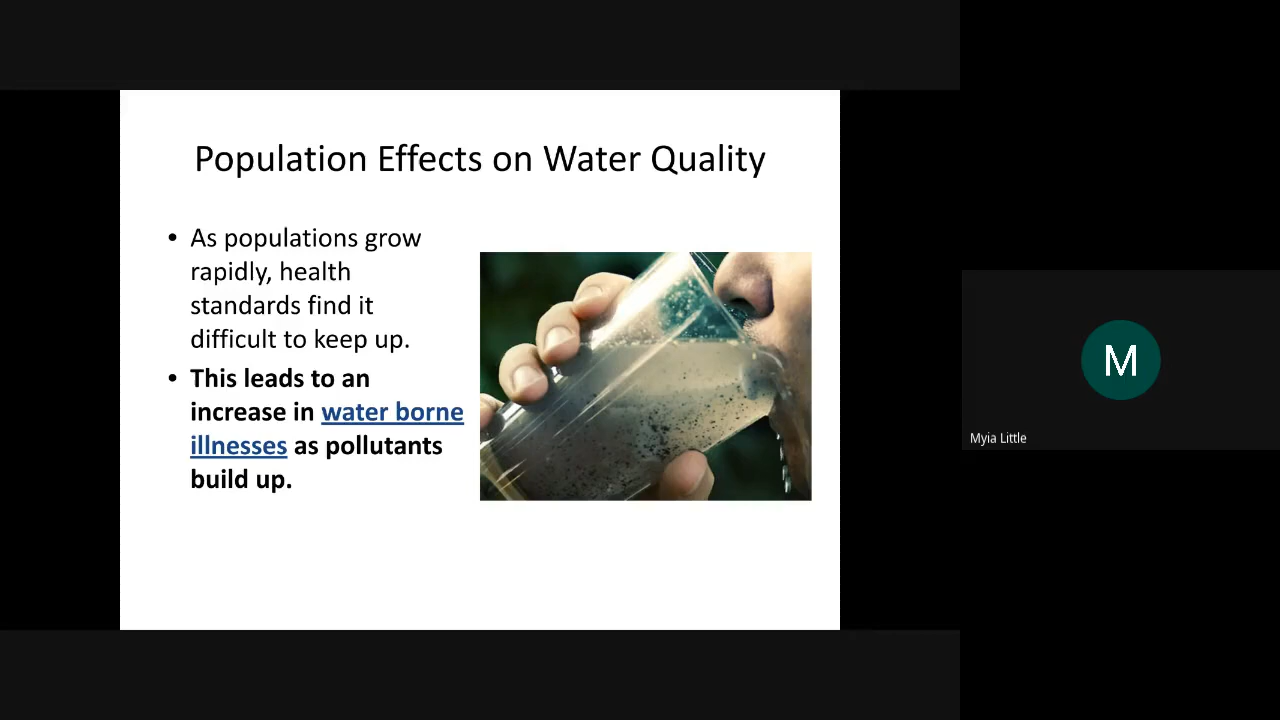 Population Effects on Water Quality
• As populations grow
rapidly, health
standards find it
difficult to keep up.
• This leads to an
increase in water borne
illnesses as pollutants
build up.
M
Myia Little